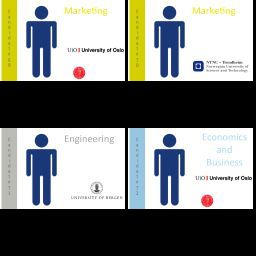 Marketing
UiO University of Oslo
Marketing
NTNU – Trondheim
Norwegian University of
Science and Technology
Engineering
UNIVERSITY OF BERGEN
Economics
and
Business
UiO University of Oslo